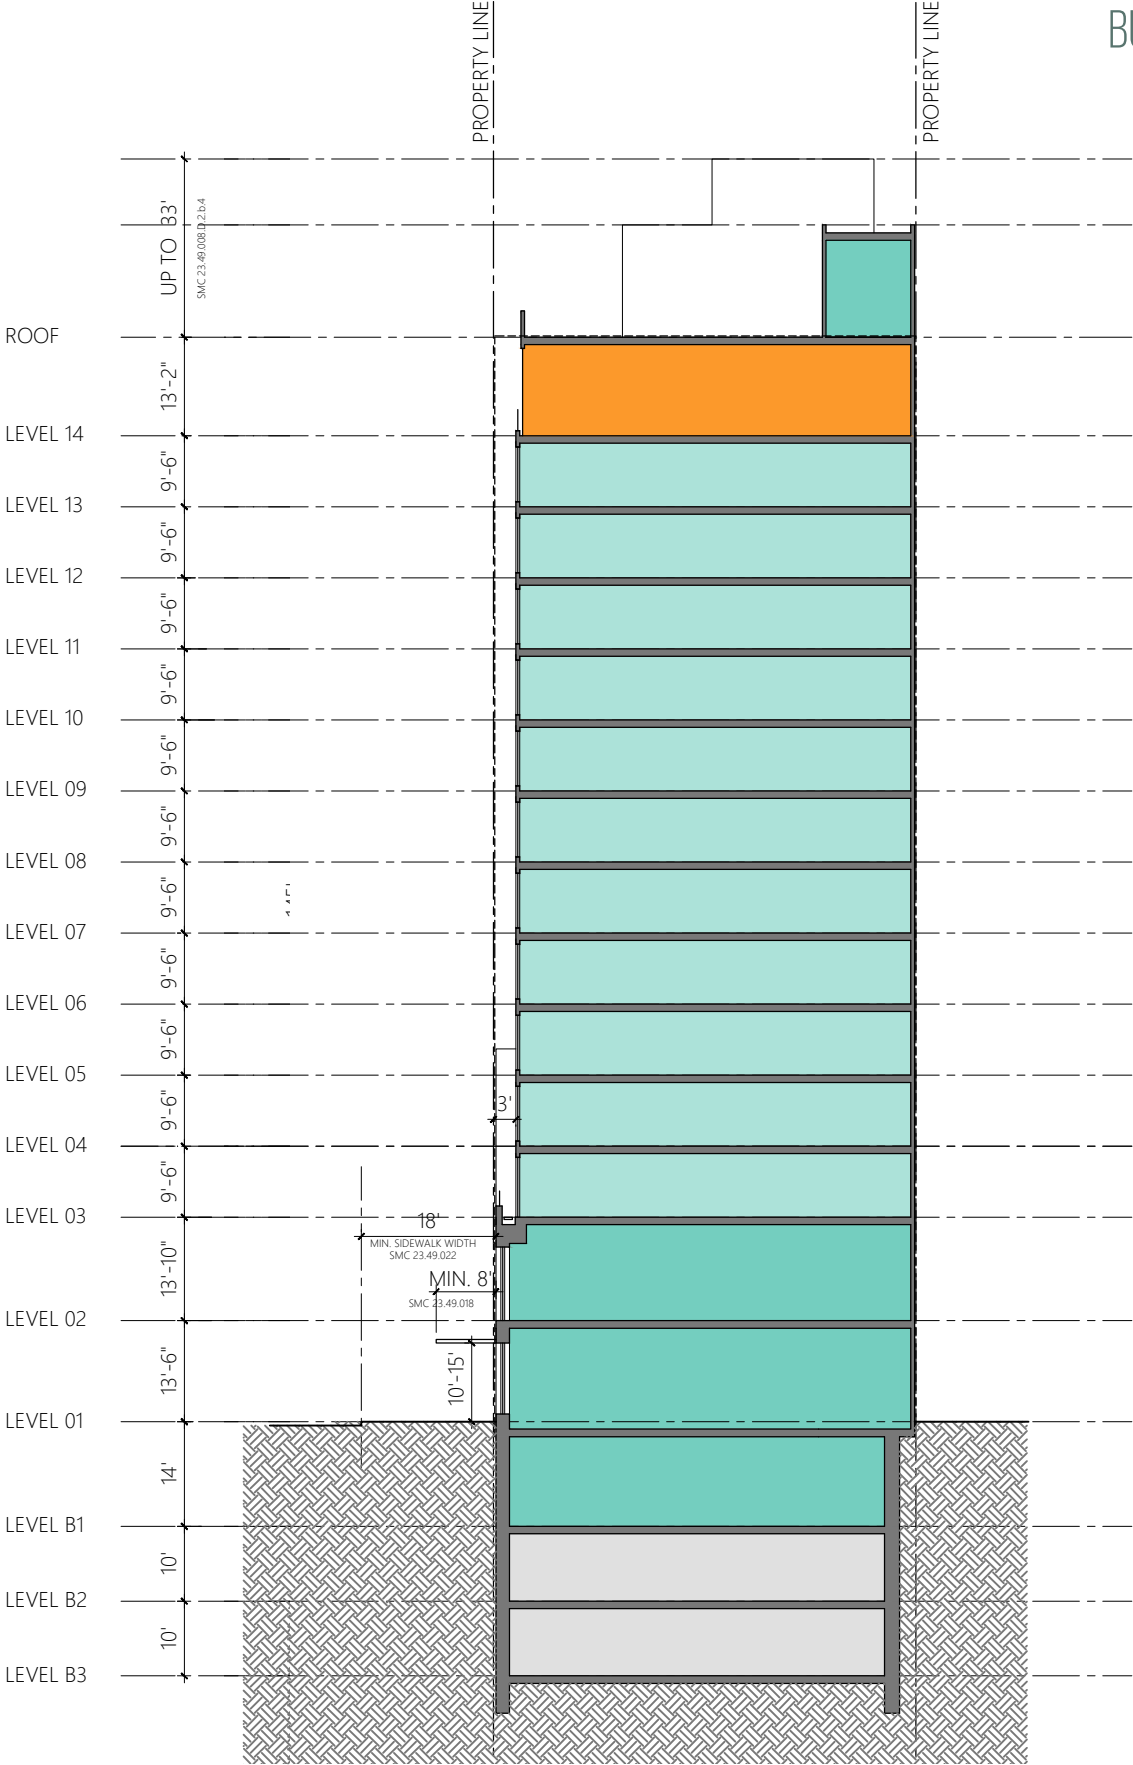 BU
PROPERTY LINE
PROPERTY LINE
UP TO 33'
SMC 23.49.008.D.2.b.4
ROOF
13'-2"
LEVEL 14
9'-6"
LEVEL 13
9'-6"
LEVEL 12
9'-6"
LEVEL 11
9'-6"
LEVEL 10
9'-6"
LEVEL 09
9'-6"
LEVEL 08
9'-6"
LEVEL 07
9'-6"
LEVEL 06
9'-6"
LEVEL 05
9'-6"
3'
LEVEL 04
9'-6"
LEVEL 03
18'
MIN. SIDEWALK WIDTH
SMC 23.49.022
13'-10"
MIN. 8'
SMC 23.49.018
LEVEL 02
13'-6"
10'-15'
LEVEL 01
14'
LEVEL B1
10'
LEVEL B2
10'
LEVEL B3